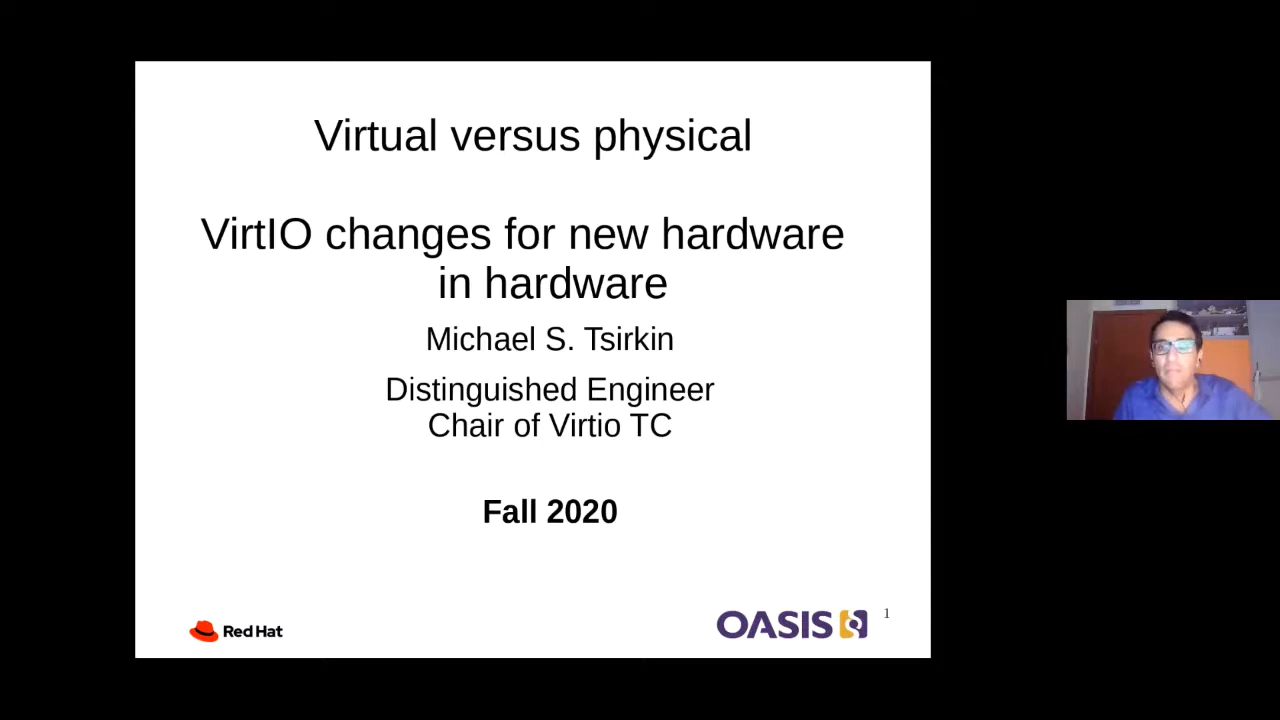 Virtual versus physical
VirtIO changes for new hardware
in hardware
Michael S. Tsirkin
Distinguished Engineer
Chair of Virtio TC
Fall 2020
Red Hat
OASIS
1